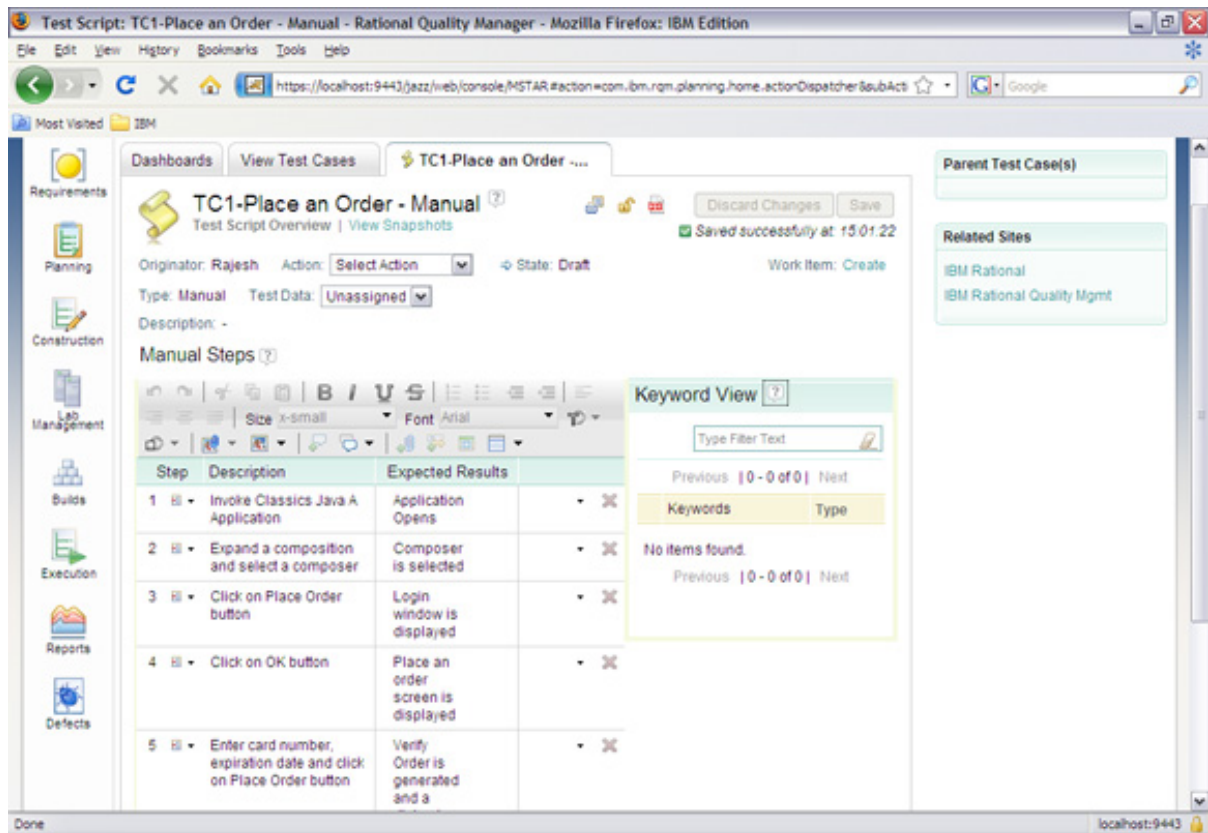 Test Script: TC1-Place an Order - Manual - Rational Quality Manager - Mozilla Firefox: IBM Edition
File Edit View History Bookmarks Tools Help
https://localhost:9443/jazz/web/console/MSTAR#action=com.ibm.rqm.planning.home.actionDispatcher&subActi
Google
Most Visited IBM
Requirements
Planning
Construction
Lab Management
Builds
Execution
Reports
Defects
Dashboards View Test Cases TC1-Place an Order -....
TC1-Place an Order - Manual ?
Discard Changes Save
Test Script Overview | View Snapshots
Saved successfully at: 15:01:22
Originator: Rajesh Action: Select Action State: Draft Work Item: Create
Type: Manual Test Data: Unassigned
Description: -
Manual Steps ?
B I U S
Size x-small Font Arial
Step Description Expected Results
1 Invoke Classics Java A Application
Application Opens
2 Expand a composition and select a composer
Composer is selected
3 Click on Place Order button
Login window is displayed
4 Click on OK button
Place an order screen is displayed
5 Enter card number, expiration date and click on Place Order button
Verify Order is generated and a
Keyword View ?
Type Filter Text
Previous | 0 - 0 of 0 | Next
Keywords Type
No items found.
Previous | 0 - 0 of 0 | Next
Parent Test Case(s)
Related Sites
IBM Rational
IBM Rational Quality Mgmt
Done
localhost:9443